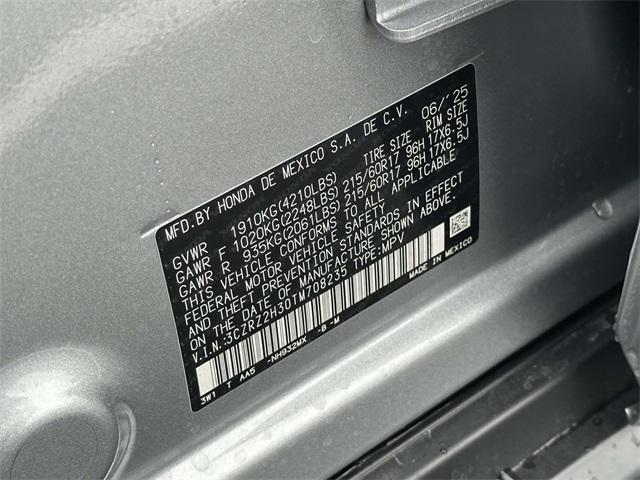 MFD.BY HONDA DE MEXICO S.A. DE C.V. 06/'25
GVWR 1910KG(4210LBS) TIRE SIZE RIM SIZE
GAWR F 1020KG(2248LBS) 215/60R17 96H 17X6.5J
GAWR R 935KG(2061LBS) 215/60R17 96H 17X6.5J
THIS VEHICLE CONFORMS TO ALL APPLICABLE
FEDERAL MOTOR VEHICLE SAFETY
AND THEFT PREVENTION STANDARDS IN EFFECT
ON THE DATE OF MANUFACTURE SHOWN ABOVE.
V.I.N.:3CZRZ2H30TM708235 TYPE:MPV
MADE IN MEXICO
3W1 T AA5 -NH932MX -B -M